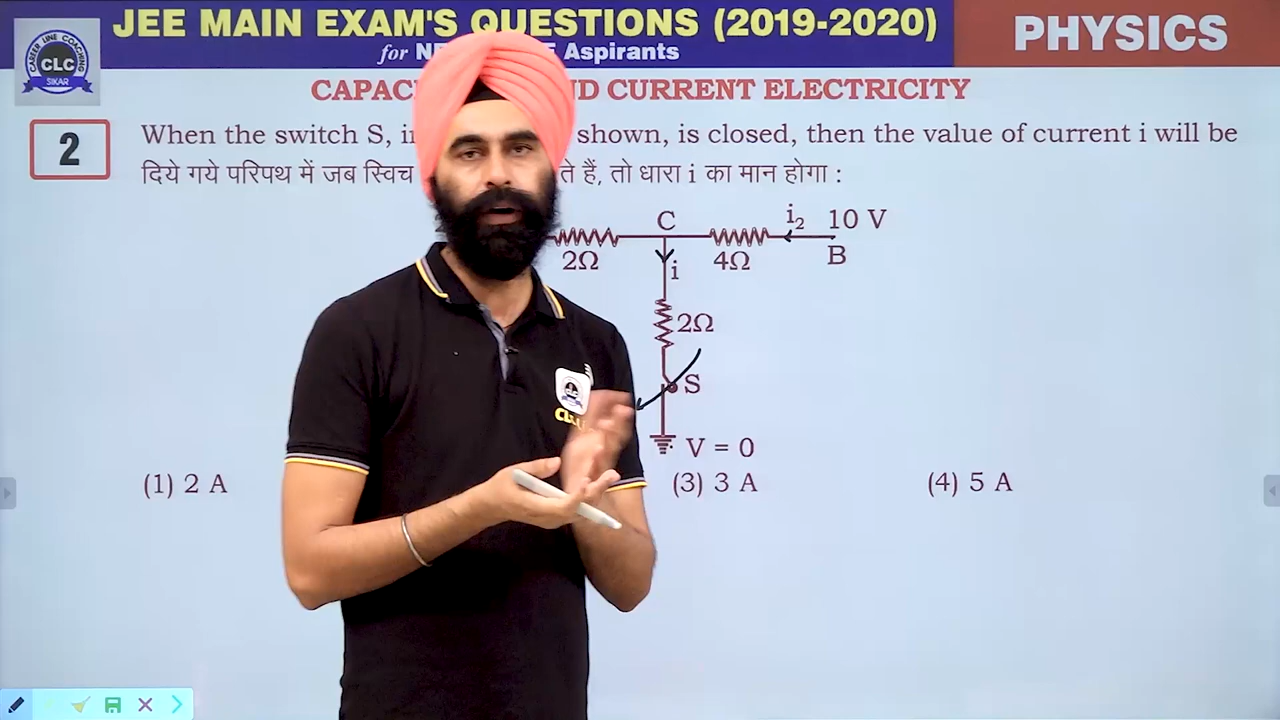 JEE MAIN EXAM'S QUESTIONS (2019-2020)
PHYSICS
for Aspirants
CAREER LINE COACHING
CLC
SIKAR
CURRENT ELECTRICITY
2
When the switch S, shown, is closed, then the value of current i will be
दिये गये परिपथ में जब स्विच हैं, तो धारा i का मान होगा :
C
i₂
10 V
2Ω
i
4Ω
B
2Ω
S
V = 0
(1) 2 A
(3) 3 A
(4) 5 A